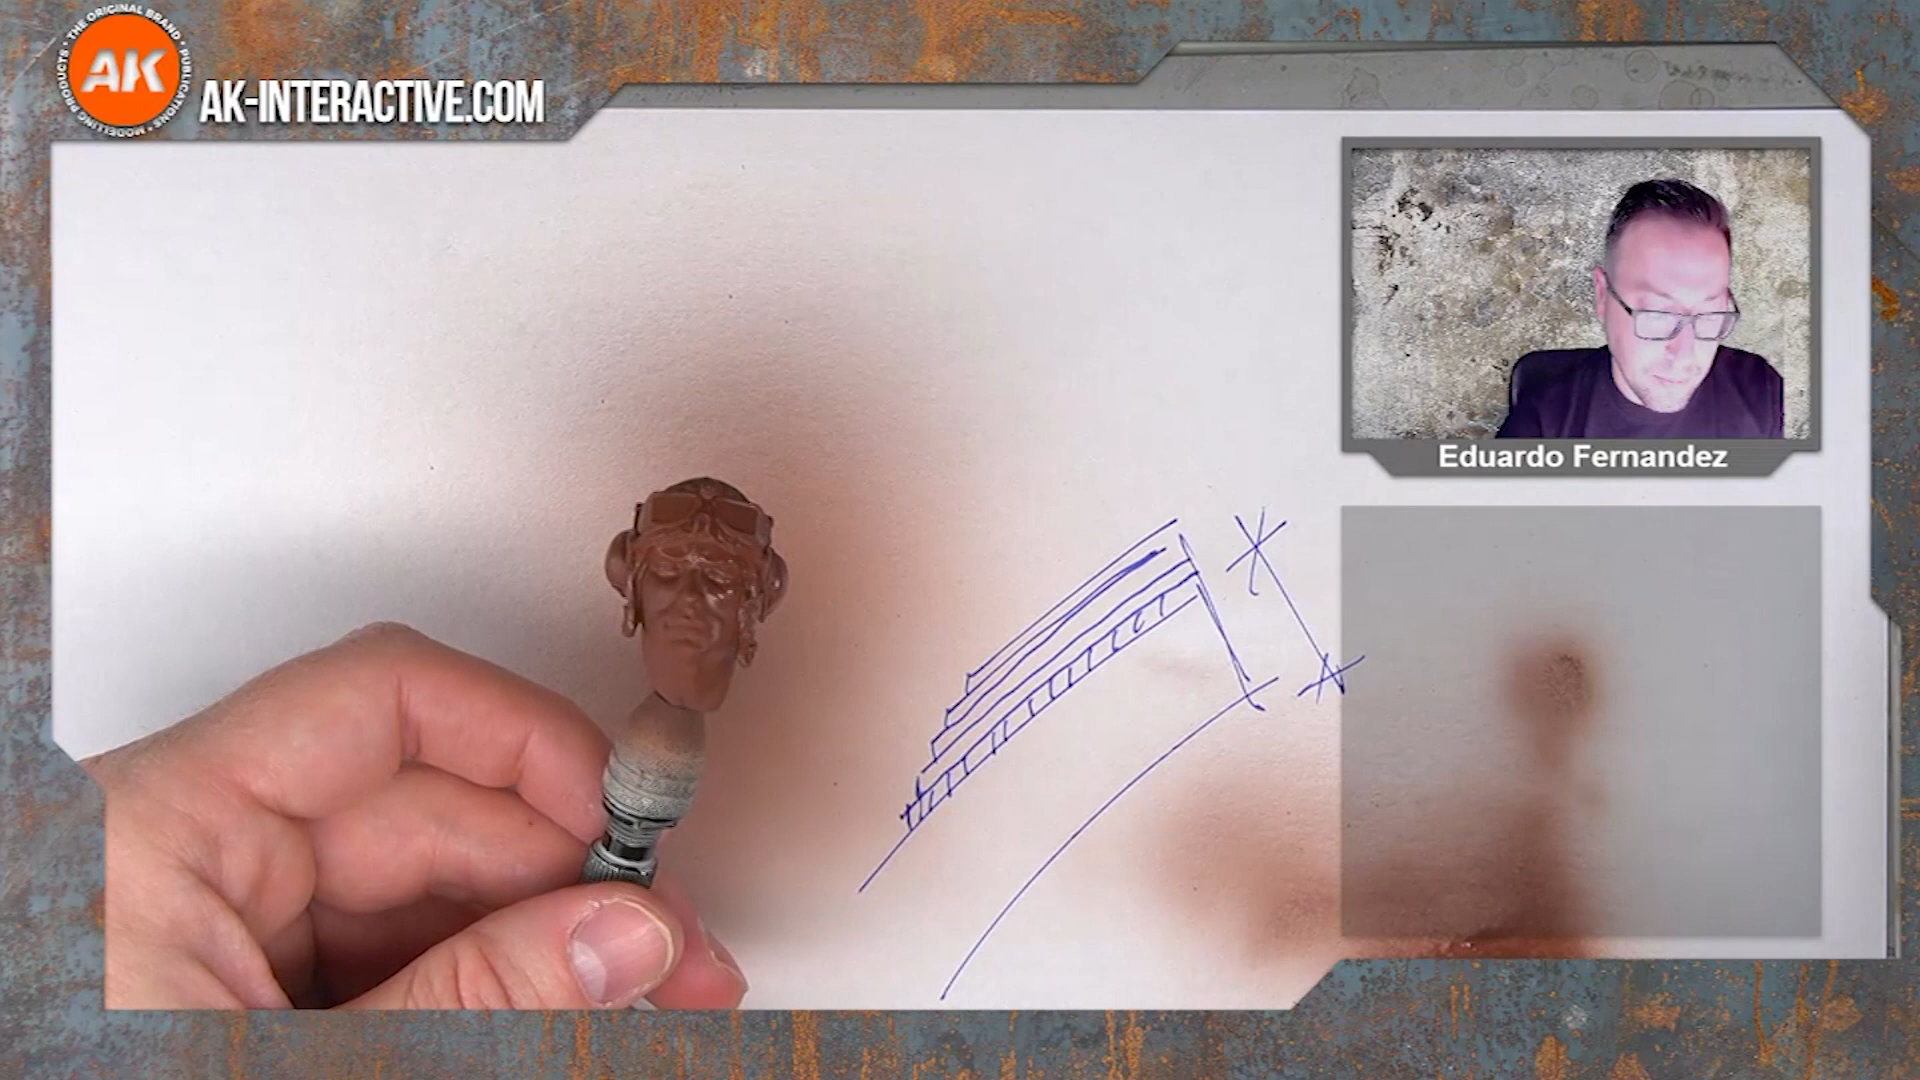 THE ORIGINAL BRAND • PUBLICATIONS • MODELLING PRODUCTS •
AK
AK-INTERACTIVE.COM
Eduardo Fernandez